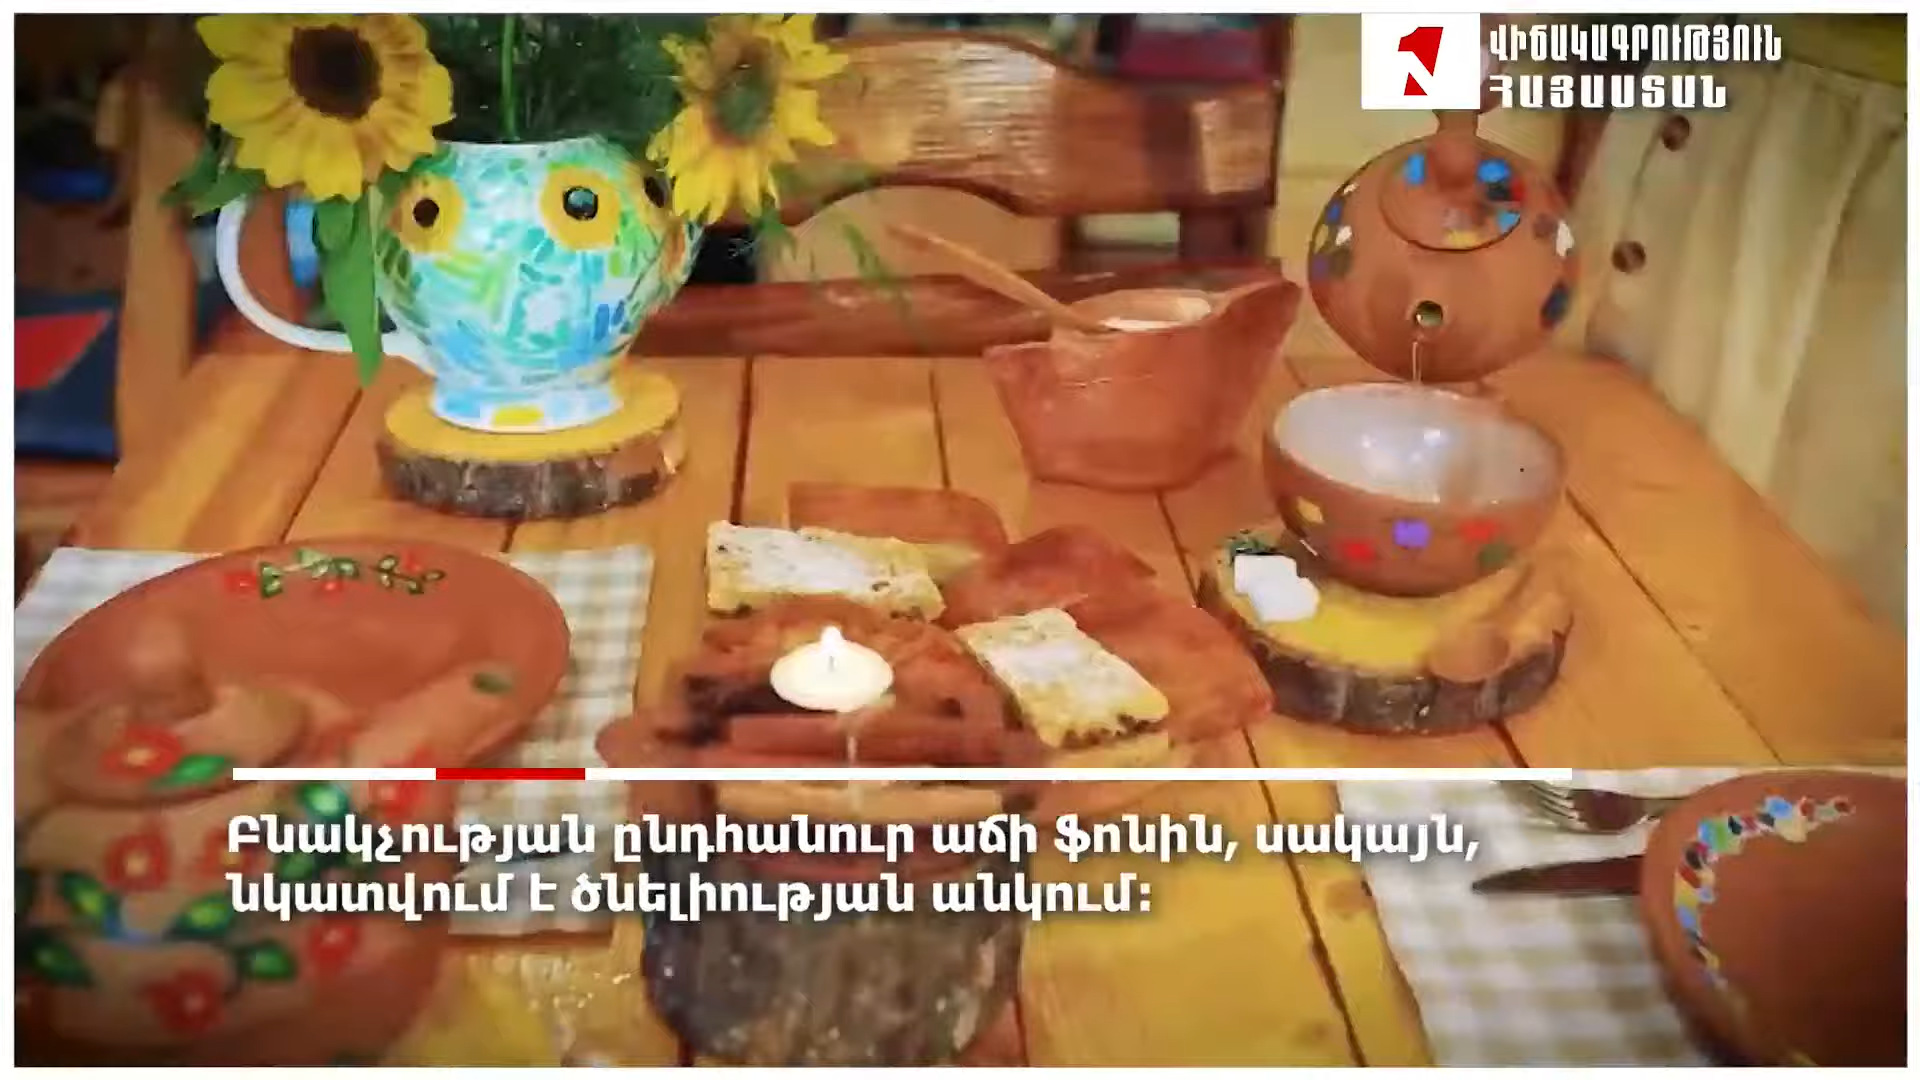 ՎԻՃԱԿԱԳՐՈՒԹՅՈՒՆ
ՀԱՅԱՍՏԱՆ
Բնակչության ընդհանուր աճի ֆոնին, սակայն,
նկատվում է ծնելիության անկում: